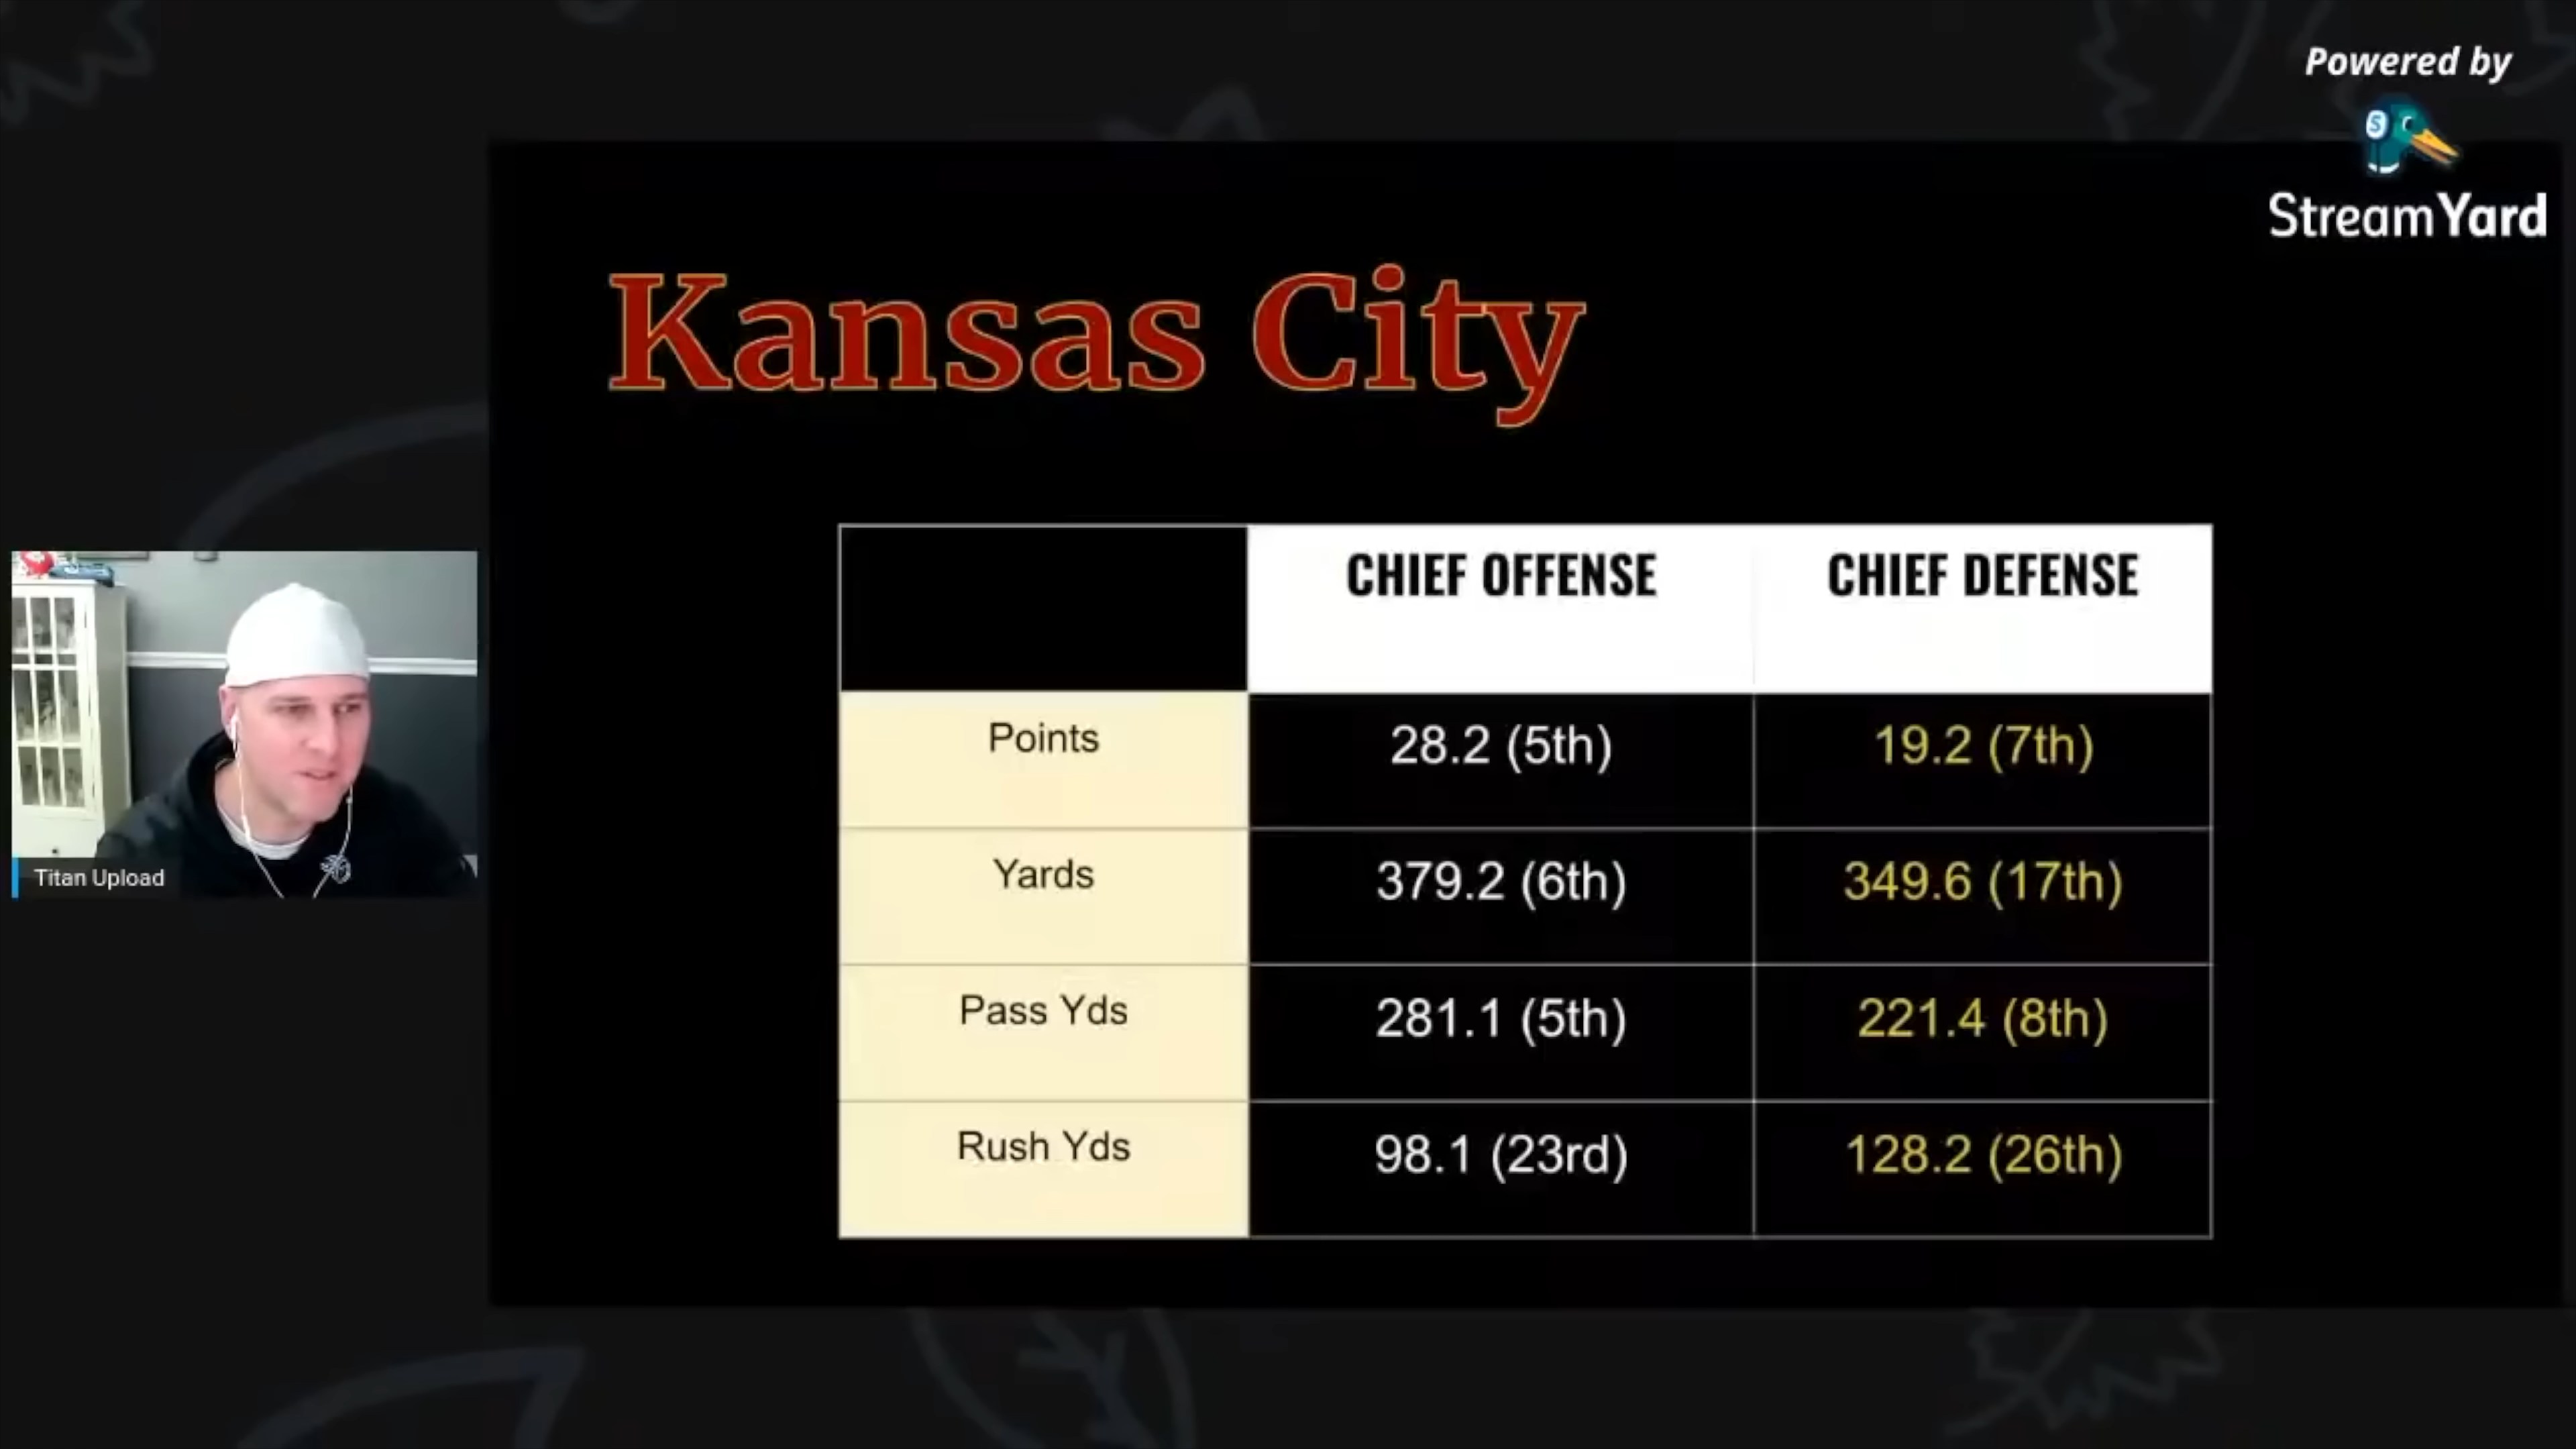 Powered by
StreamYard
Kansas City
CHIEF OFFENSE CHIEF DEFENSE
Points 28.2 (5th) 19.2 (7th)
Yards 379.2 (6th) 349.6 (17th)
Pass Yds 281.1 (5th) 221.4 (8th)
Rush Yds 98.1 (23rd) 128.2 (26th)
Titan Upload